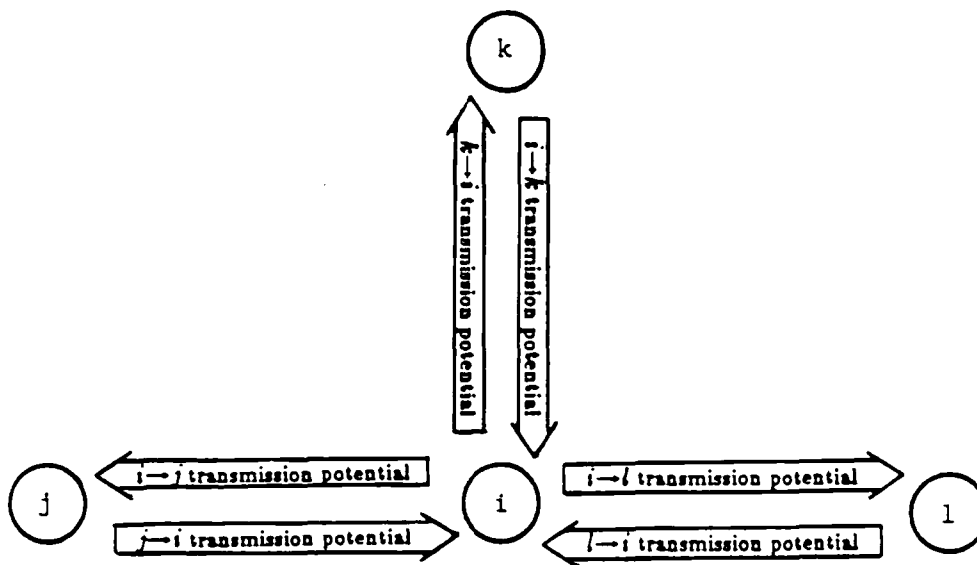 k
k→i transmission potential
i→k transmission potential
i→j transmission potential
i→l transmission potential
j
i
l
j→i transmission potential
l→i transmission potential